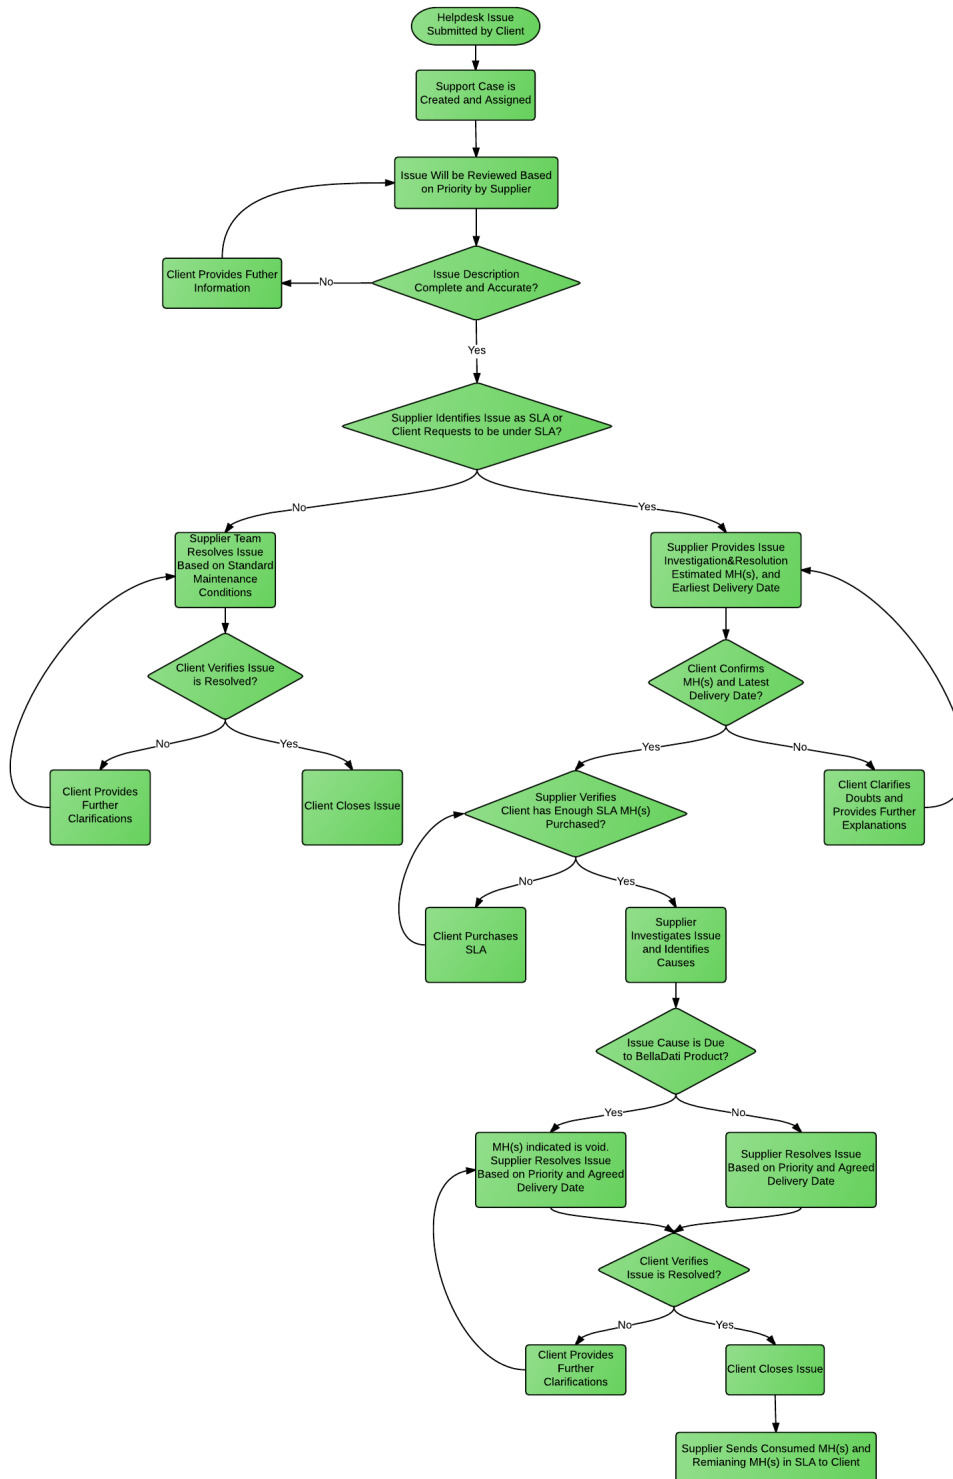 Helpdesk Issue
Submitted by Client
Support Case is
Created and Assigned
Issue Will be Reviewed Based
on Priority by Supplier
Issue Description
Complete and Accurate?
No
Client Provides Futher
Information
Yes
Supplier Identifies Issue as SLA or
Client Requests to be under SLA?
No
Yes
Supplier Team
Resolves Issue
Based on Standard
Maintenance
Conditions
Supplier Provides Issue
Investigation&Resolution
Estimated MH(s), and
Earliest Delivery Date
Client Verifies Issue
is Resolved?
Client Confirms
MH(s) and Latest
Delivery Date?
No
Yes
Yes
No
Client Provides
Further
Clarifications
Client Closes Issue
Supplier Verifies
Client has Enough SLA MH(s)
Purchased?
Client Clarifies
Doubts and
Provides Further
Explanations
No
Yes
Client Purchases
SLA
Supplier
Investigates Issue
and Identifies
Causes
Issue Cause is Due
to BellaDati Product?
Yes
No
MH(s) indicated is void.
Supplier Resolves Issue
Based on Priority and Agreed
Delivery Date
Supplier Resolves Issue
Based on Priority and Agreed
Delivery Date
Client Verifies
Issue is Resolved?
No
Yes
Client Provides
Further
Clarifications
Client Closes Issue
Supplier Sends Consumed MH(s) and
Remianing MH(s) in SLA to Client